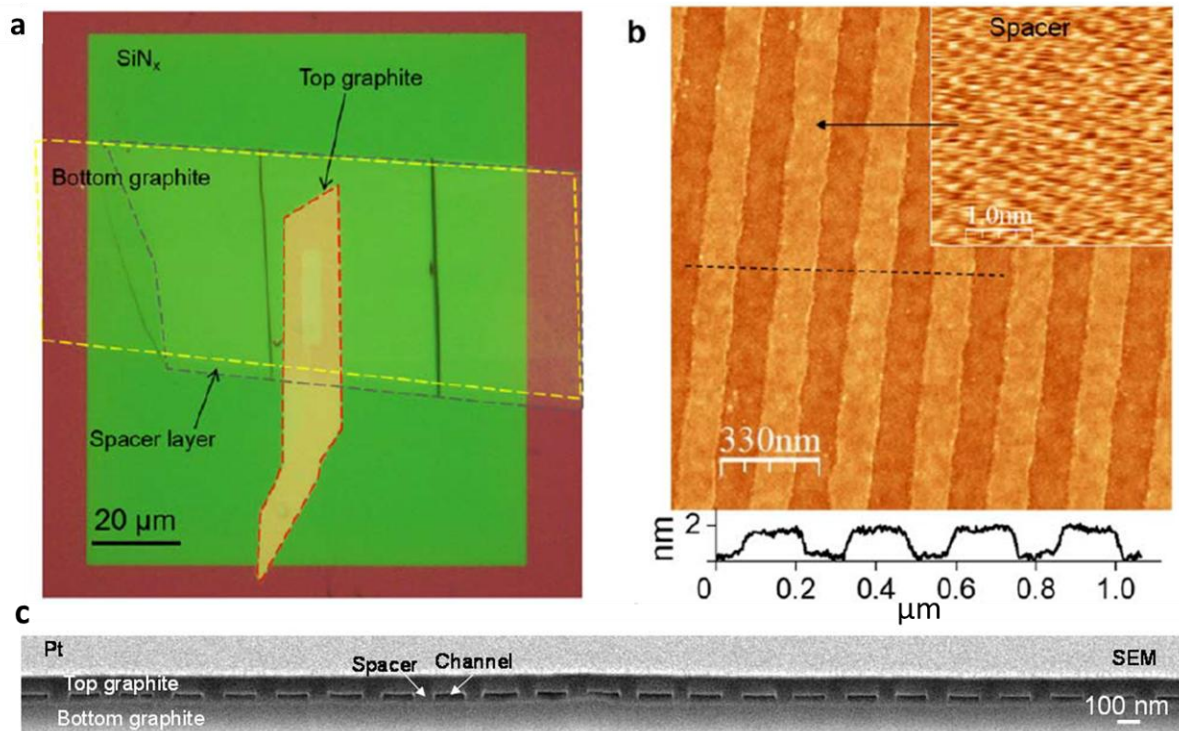 a
SiNx
Top graphite
Bottom graphite
Spacer layer
20 µm
b
Spacer
1.0nm
330nm
nm
2
0 0.2 0.4 0.6 0.8 1.0
µm
c
Pt
SEM
Spacer
Channel
Top graphite
Bottom graphite
100 nm